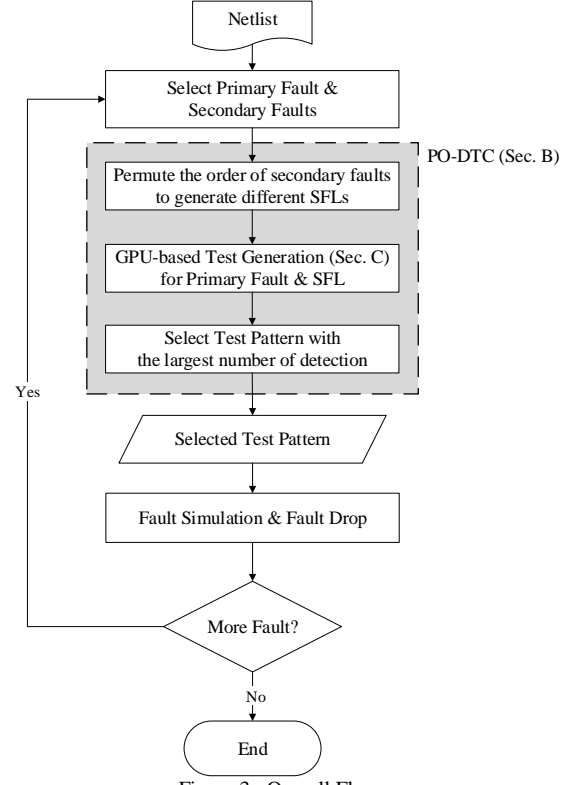 Netlist
Select Primary Fault &
Secondary Faults
PO-DTC (Sec. B)
Permute the order of secondary faults
to generate different SFLs
GPU-based Test Generation (Sec. C)
for Primary Fault & SFL
Select Test Pattern with
the largest number of detection
Yes
Selected Test Pattern
Fault Simulation & Fault Drop
More Fault?
No
End